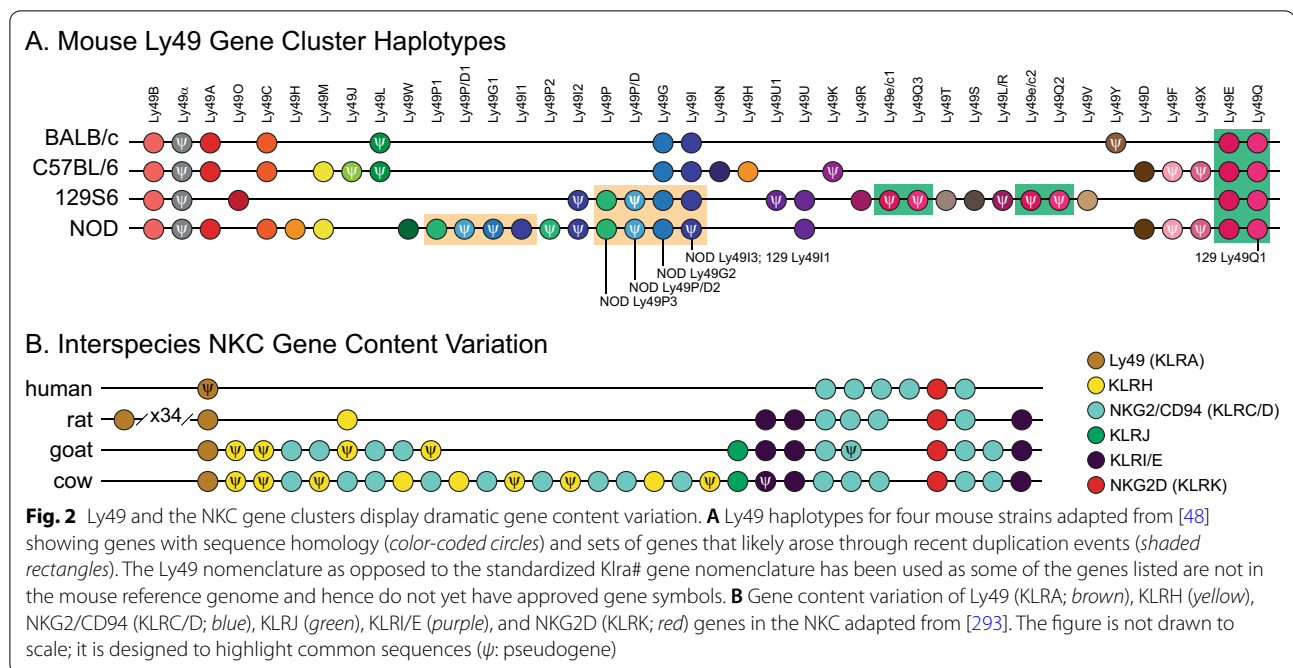 A. Mouse Ly49 Gene Cluster Haplotypes
Ly49B Ly49α Ly49A Ly49O Ly49C Ly49H Ly49M Ly49J Ly49L Ly49W Ly49P1 Ly49P/D1 Ly49G1 Ly49I1 Ly49P2 Ly49I2 Ly49P Ly49P/D Ly49G Ly49I Ly49N Ly49H Ly49U1 Ly49U Ly49K Ly49R Ly49e/c1 Ly49Q3 Ly49T Ly49S Ly49L/R Ly49e/c2 Ly49Q2 Ly49V Ly49Y Ly49D Ly49F Ly49X Ly49E Ly49Q
BALB/c ψ ψ ψ
C57BL/6 ψ ψ ψ ψ ψ ψ
129S6 ψ ψ ψ ψ ψ ψ ψ ψ ψ
NOD ψ ψ ψ ψ ψ ψ ψ ψ ψ
NOD Ly49I3; 129 Ly49I1
129 Ly49Q1
NOD Ly49G2
NOD Ly49P/D2
NOD Ly49P3
B. Interspecies NKC Gene Content Variation
human ψ
rat x34
goat ψ ψ ψ ψ ψ
cow ψ ψ ψ ψ ψ ψ ψ
Ly49 (KLRA)
KLRH
NKG2/CD94 (KLRC/D)
KLRJ
KLRI/E
NKG2D (KLRK)
Fig. 2 Ly49 and the NKC gene clusters display dramatic gene content variation. A Ly49 haplotypes for four mouse strains adapted from [48]
showing genes with sequence homology (color-coded circles) and sets of genes that likely arose through recent duplication events (shaded
rectangles). The Ly49 nomenclature as opposed to the standardized Klra# gene nomenclature has been used as some of the genes listed are not in
the mouse reference genome and hence do not yet have approved gene symbols. B Gene content variation of Ly49 (KLRA; brown), KLRH (yellow),
NKG2/CD94 (KLRC/D; blue), KLRJ (green), KLRI/E (purple), and NKG2D (KLRK; red) genes in the NKC adapted from [293]. The figure is not drawn to
scale; it is designed to highlight common sequences (ψ: pseudogene)